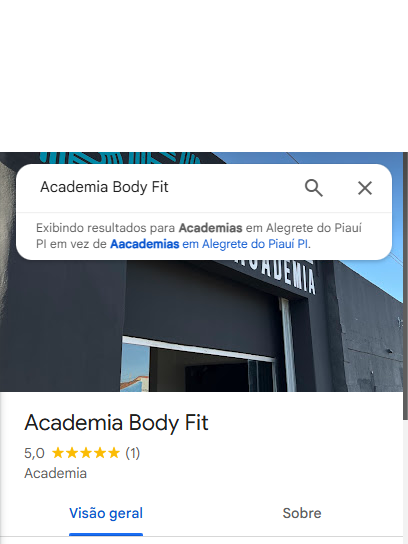 Academia Body Fit
Exibindo resultados para Academias em Alegrete do Piauí
PI em vez de Aacademias em Alegrete do Piauí PI.
ACADEMIA
Academia Body Fit
5,0 (1)
Academia
Visão geral
Sobre